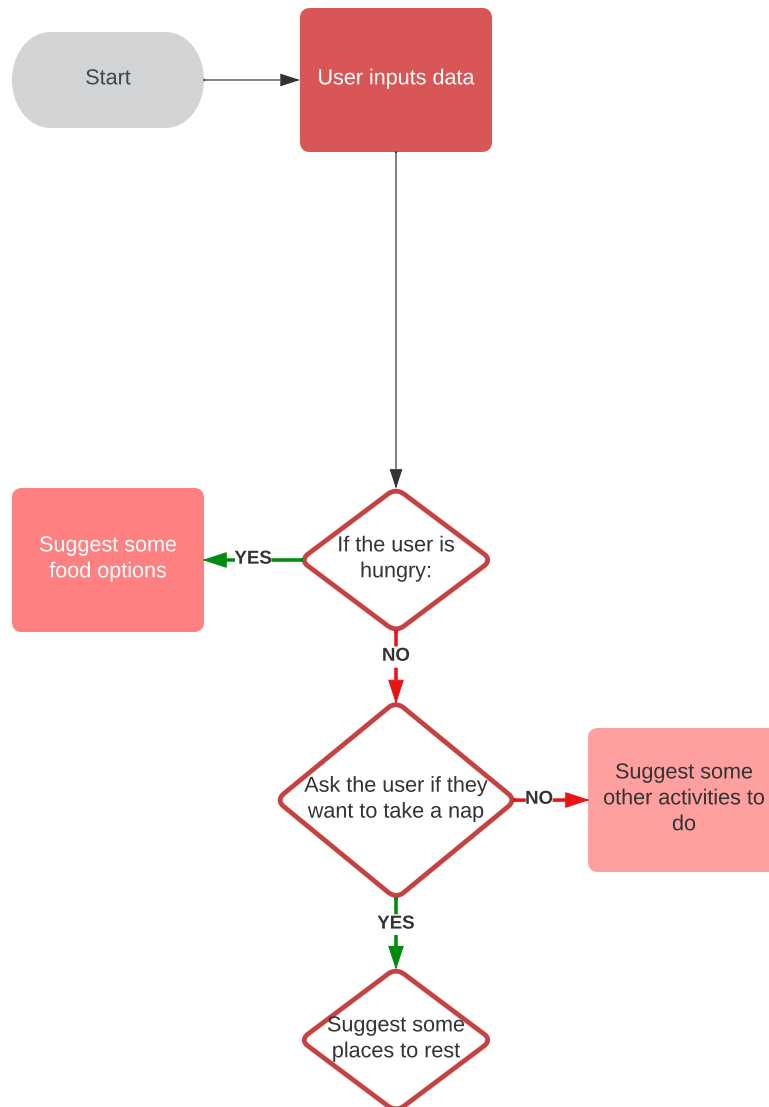 Start
User inputs data
If the user is
hungry:
YES
Suggest some
food options
NO
Ask the user if they
want to take a nap
NO
Suggest some
other activities to
do
YES
Suggest some
places to rest